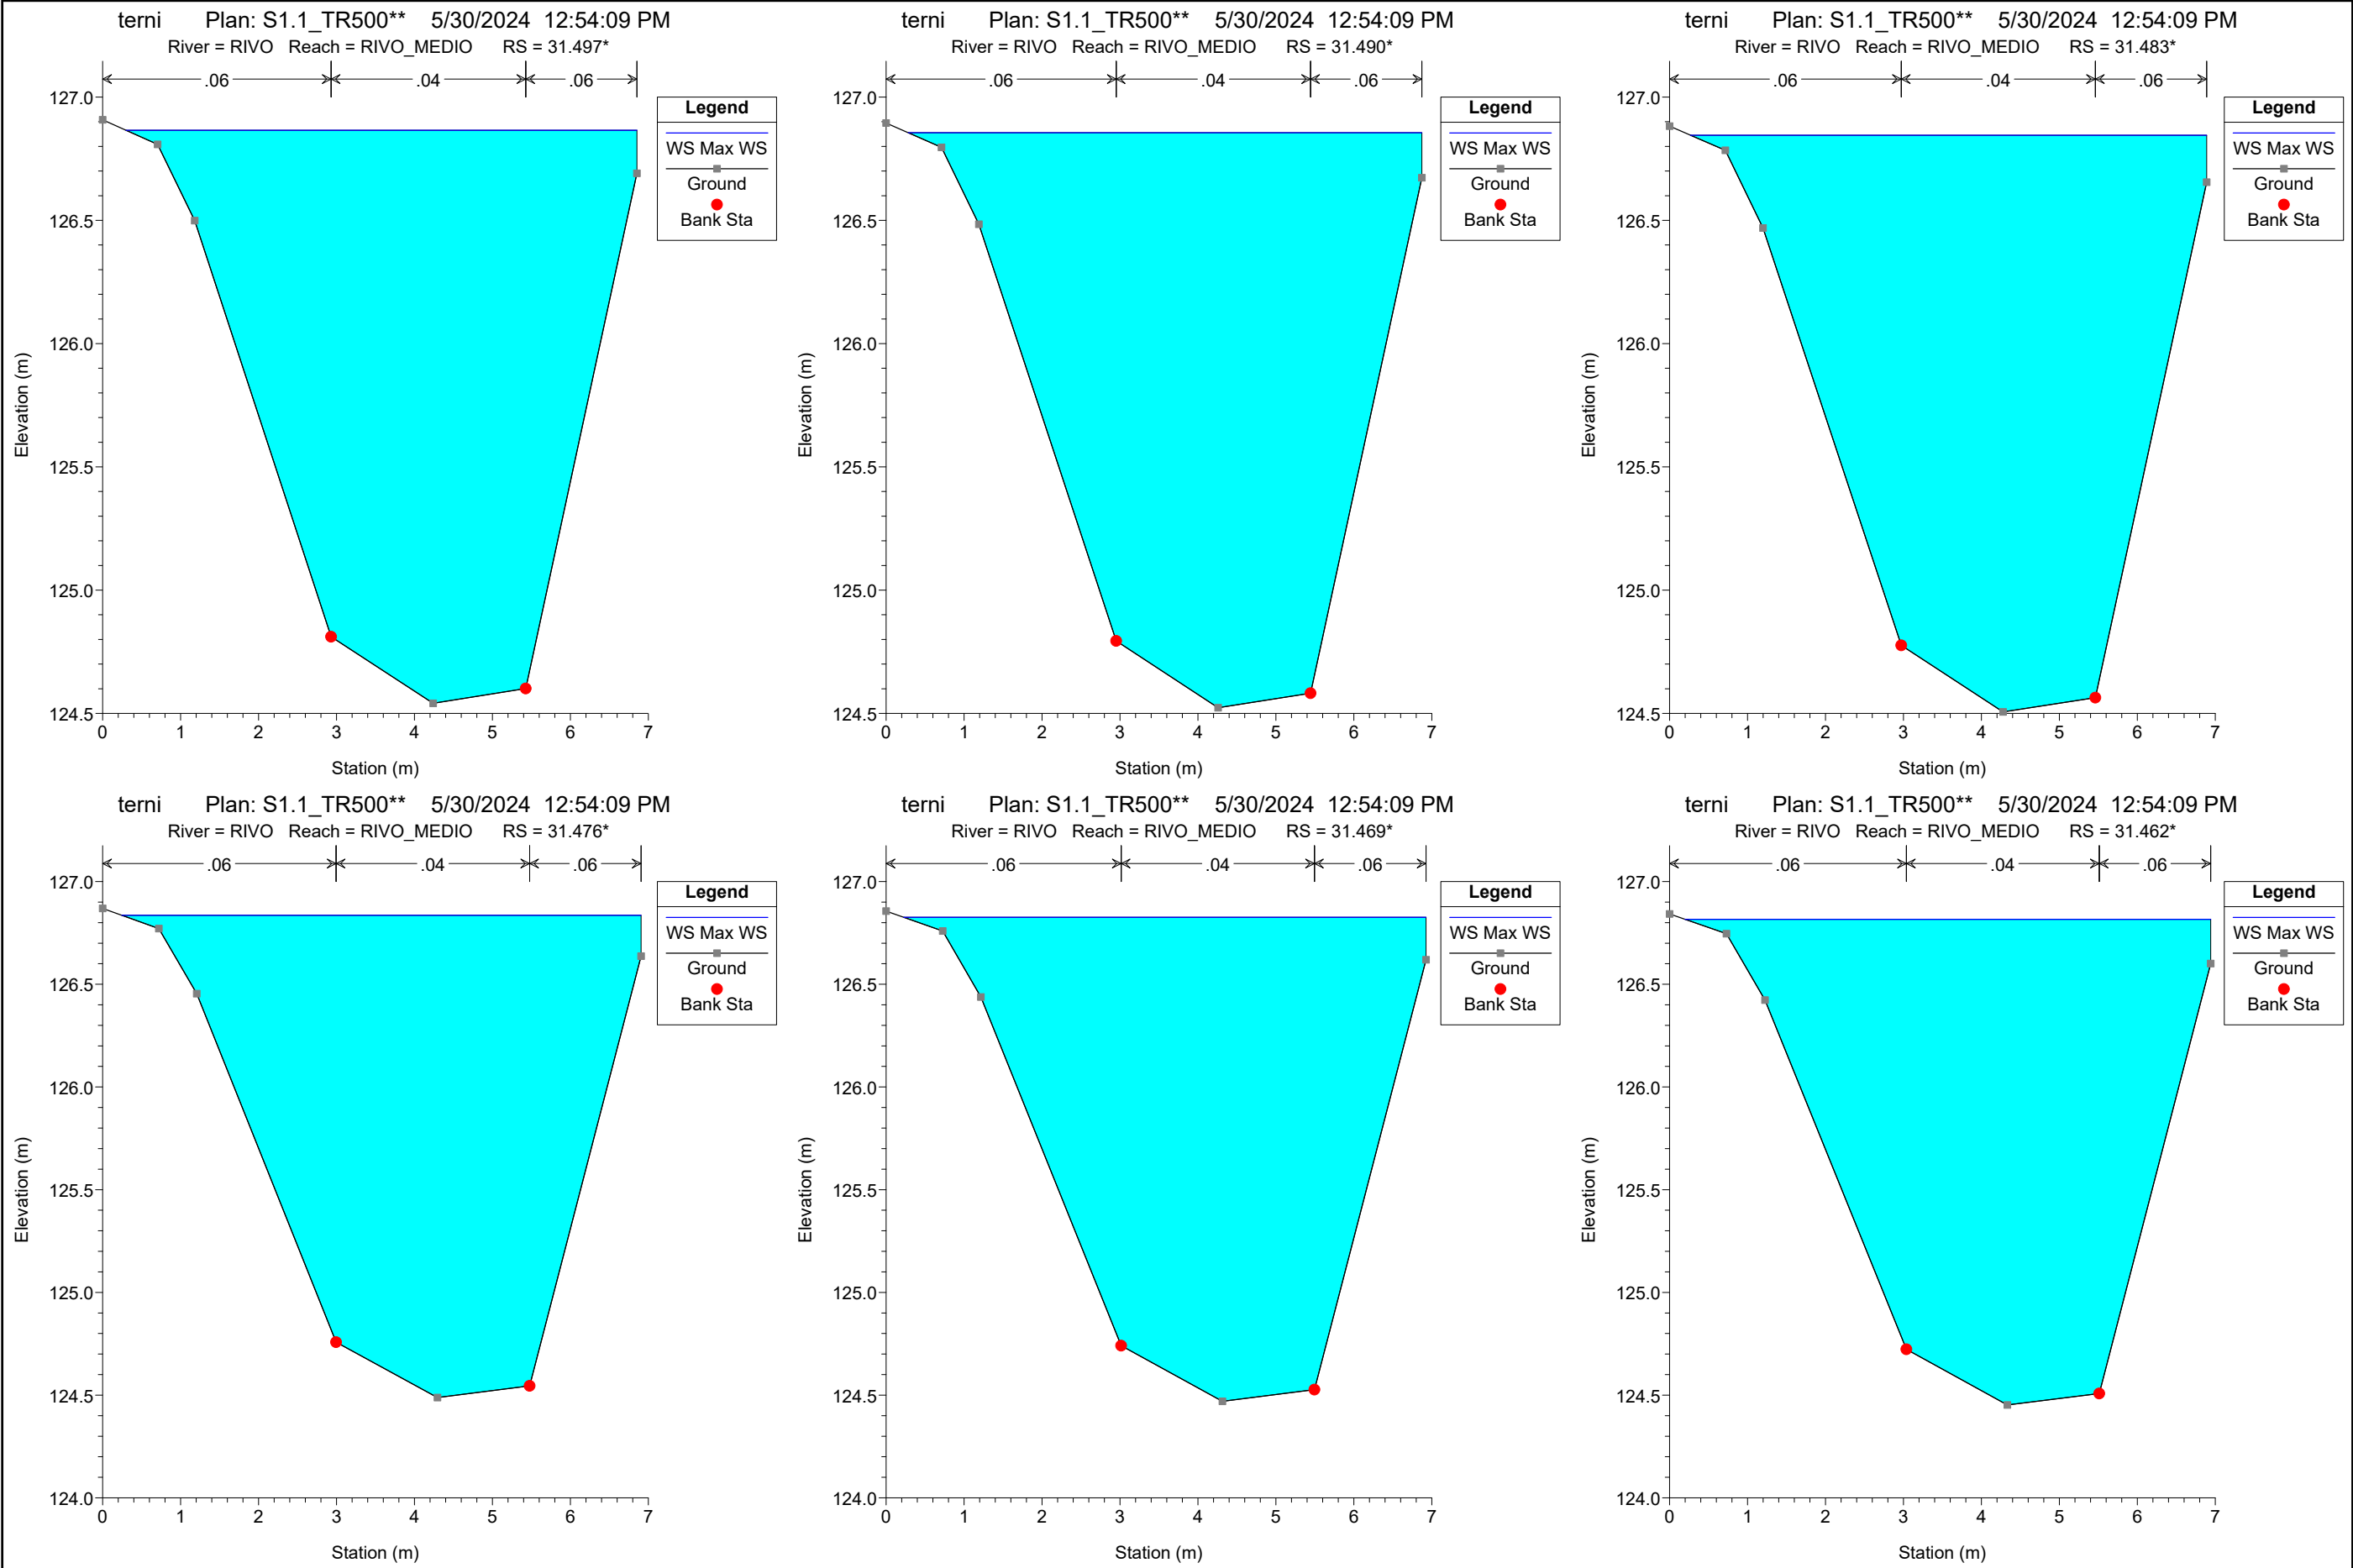 terni Plan: S1.1_TR500** 5/30/2024 12:54:09 PM
River = RIVO Reach = RIVO_MEDIO RS = 31.497*
.06 .04 .06
127.0
126.5
126.0
125.5
125.0
124.5
0 1 2 3 4 5 6 7
Station (m)
Elevation (m)
Legend
WS Max WS
Ground
Bank Sta
terni Plan: S1.1_TR500** 5/30/2024 12:54:09 PM
River = RIVO Reach = RIVO_MEDIO RS = 31.490*
.06 .04 .06
127.0
126.5
126.0
125.5
125.0
124.5
0 1 2 3 4 5 6 7
Station (m)
Elevation (m)
Legend
WS Max WS
Ground
Bank Sta
terni Plan: S1.1_TR500** 5/30/2024 12:54:09 PM
River = RIVO Reach = RIVO_MEDIO RS = 31.483*
.06 .04 .06
127.0
126.5
126.0
125.5
125.0
124.5
0 1 2 3 4 5 6 7
Station (m)
Elevation (m)
Legend
WS Max WS
Ground
Bank Sta
terni Plan: S1.1_TR500** 5/30/2024 12:54:09 PM
River = RIVO Reach = RIVO_MEDIO RS = 31.476*
.06 .04 .06
127.0
126.5
126.0
125.5
125.0
124.5
124.0
0 1 2 3 4 5 6 7
Station (m)
Elevation (m)
Legend
WS Max WS
Ground
Bank Sta
terni Plan: S1.1_TR500** 5/30/2024 12:54:09 PM
River = RIVO Reach = RIVO_MEDIO RS = 31.469*
.06 .04 .06
127.0
126.5
126.0
125.5
125.0
124.5
124.0
0 1 2 3 4 5 6 7
Station (m)
Elevation (m)
Legend
WS Max WS
Ground
Bank Sta
terni Plan: S1.1_TR500** 5/30/2024 12:54:09 PM
River = RIVO Reach = RIVO_MEDIO RS = 31.462*
.06 .04 .06
127.0
126.5
126.0
125.5
125.0
124.5
124.0
0 1 2 3 4 5 6 7
Station (m)
Elevation (m)
Legend
WS Max WS
Ground
Bank Sta